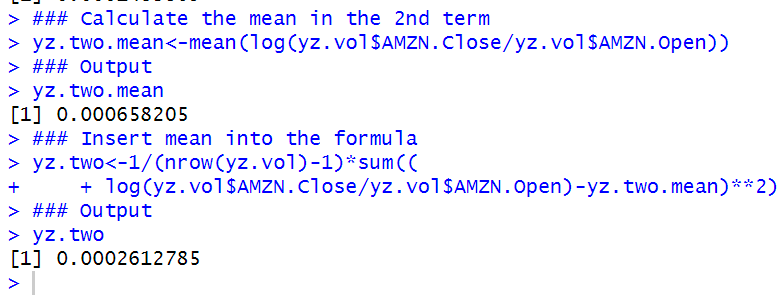 > ### Calculate the mean in the 2nd term
> yz.two.mean<-mean(log(yz.vol$AMZN.Close/yz.vol$AMZN.Open))
> ### Output
> yz.two.mean
[1] 0.000658205
> ### Insert mean into the formula
> yz.two<-1/(nrow(yz.vol)-1)*sum((
+     + log(yz.vol$AMZN.Close/yz.vol$AMZN.Open)-yz.two.mean)**2)
> ### Output
> yz.two
[1] 0.0002612785
>